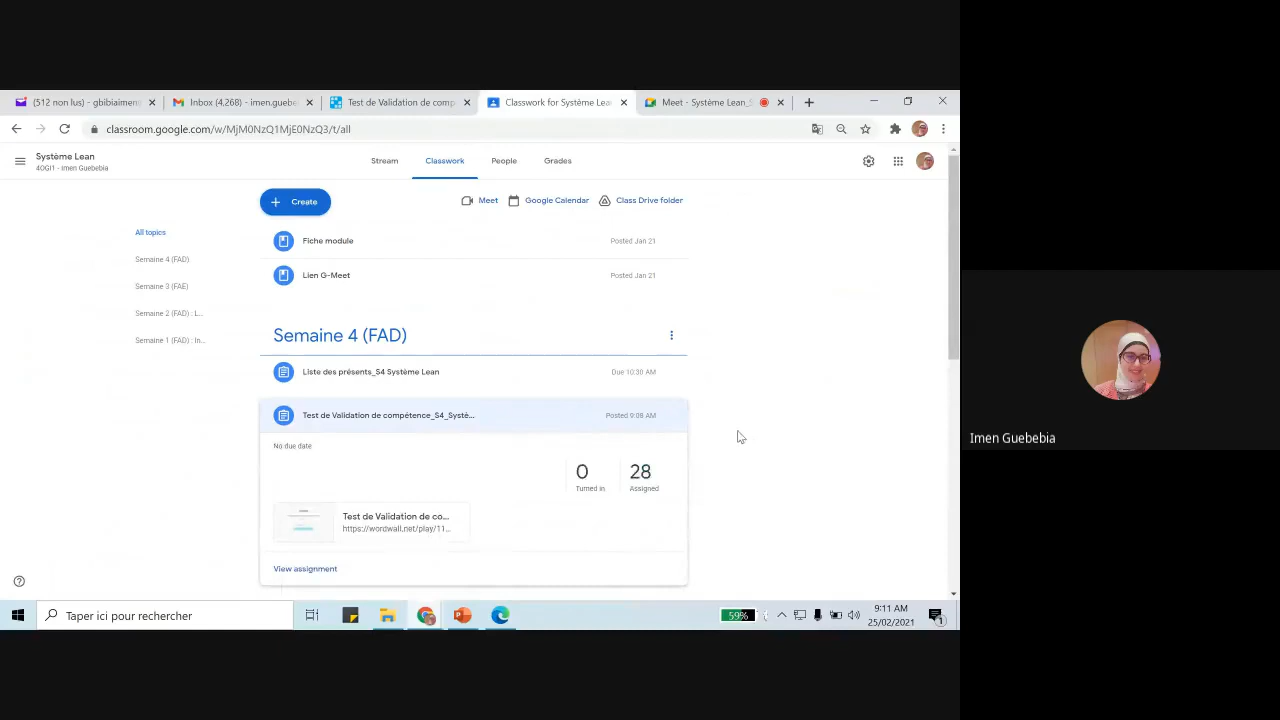 (512 non lus) - gbibiaimen
Inbox (4,268) - imen.guebe
Test de Validation de comp
Classwork for Système Lea
Meet - Système Lean_S
classroom.google.com/w/MjM0NzQ1MjE0NzQ3/t/all
Système Lean
4OGI1 - Imen Guebebia
Stream
Classwork
People
Grades
Create
Meet
Google Calendar
Class Drive folder
All topics
Semaine 4 (FAD)
Semaine 3 (FAE)
Semaine 2 (FAD) : L...
Semaine 1 (FAD) : In...
Fiche module
Posted Jan 21
Lien G-Meet
Posted Jan 21
Semaine 4 (FAD)
Liste des présents_S4 Système Lean
Due 10:30 AM
Test de Validation de compétence_S4_Systè...
Posted 9:08 AM
No due date
0
Turned in
28
Assigned
Test de Validation de co...
https://wordwall.net/play/11...
View assignment
Taper ici pour rechercher
59%
9:11 AM
25/02/2021
1
Imen Guebebia